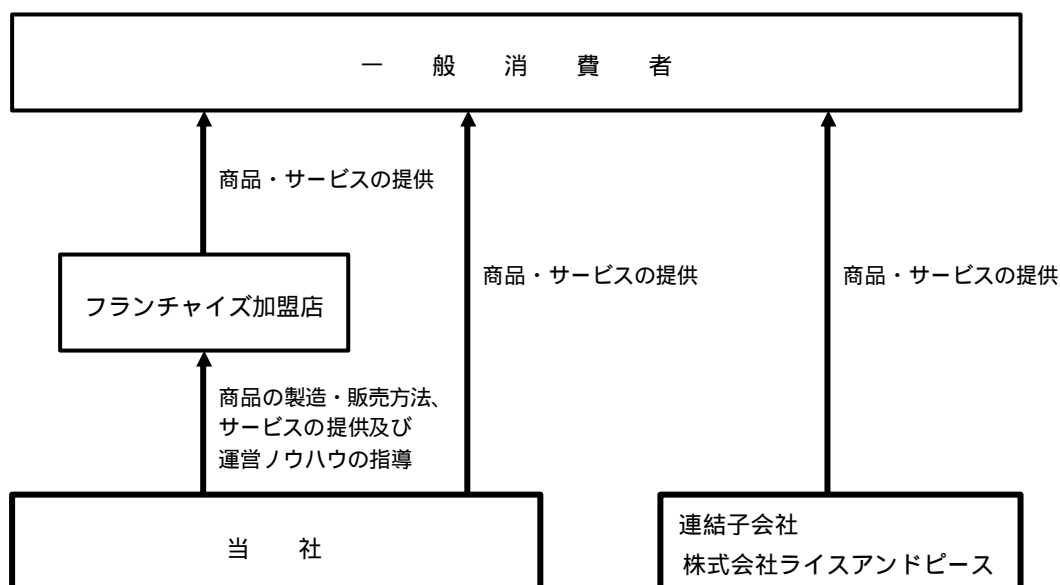 一般消費者
商品・サービスの提供
商品・サービスの提供
商品・サービスの提供
フランチャイズ加盟店
商品の製造・販売方法、
サービスの提供及び
運営ノウハウの指導
当社
連結子会社
株式会社ライスアンドピース